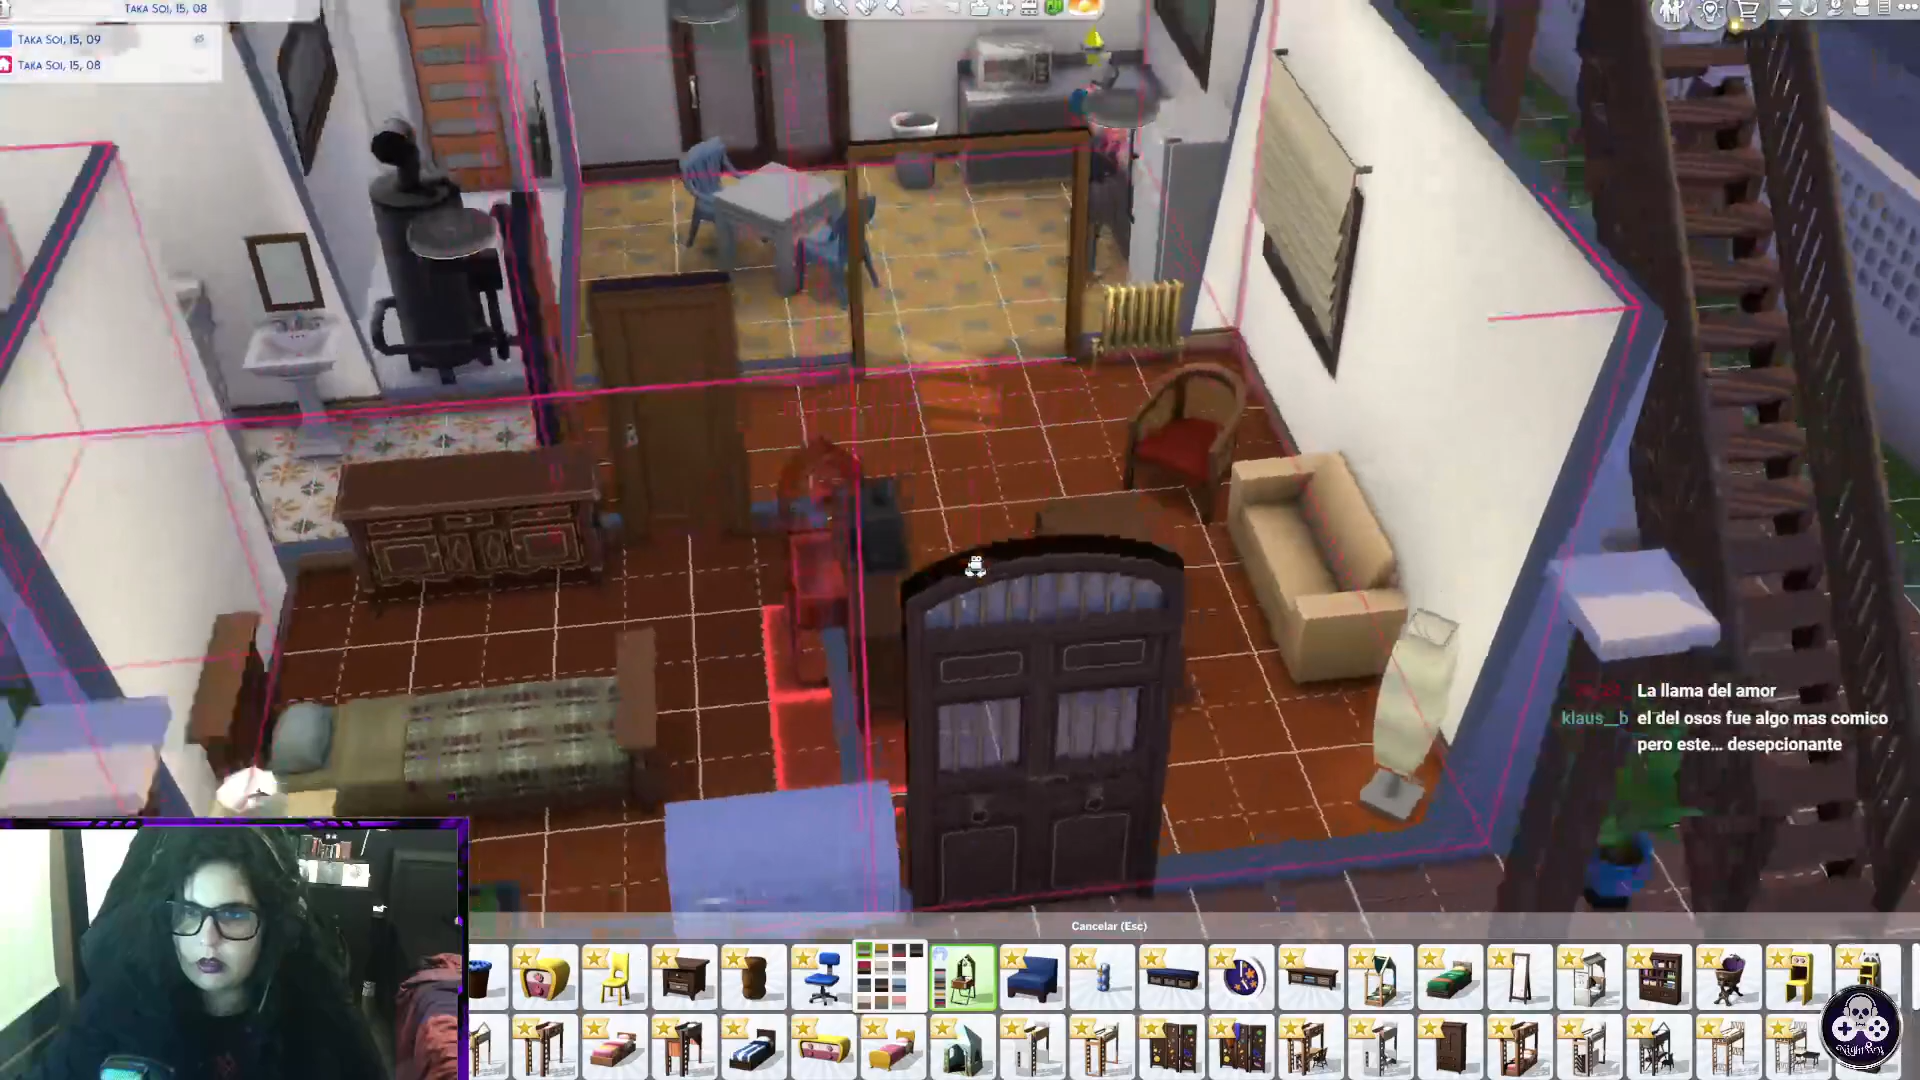 TAKA SOI, 15, 08
TAKA SOI, 15, 09
TAKA SOI, 15, 08
La llama del amor
klaus__b el del osos fue algo mas comico
pero este... desepcionante
Cancelar (Esc)